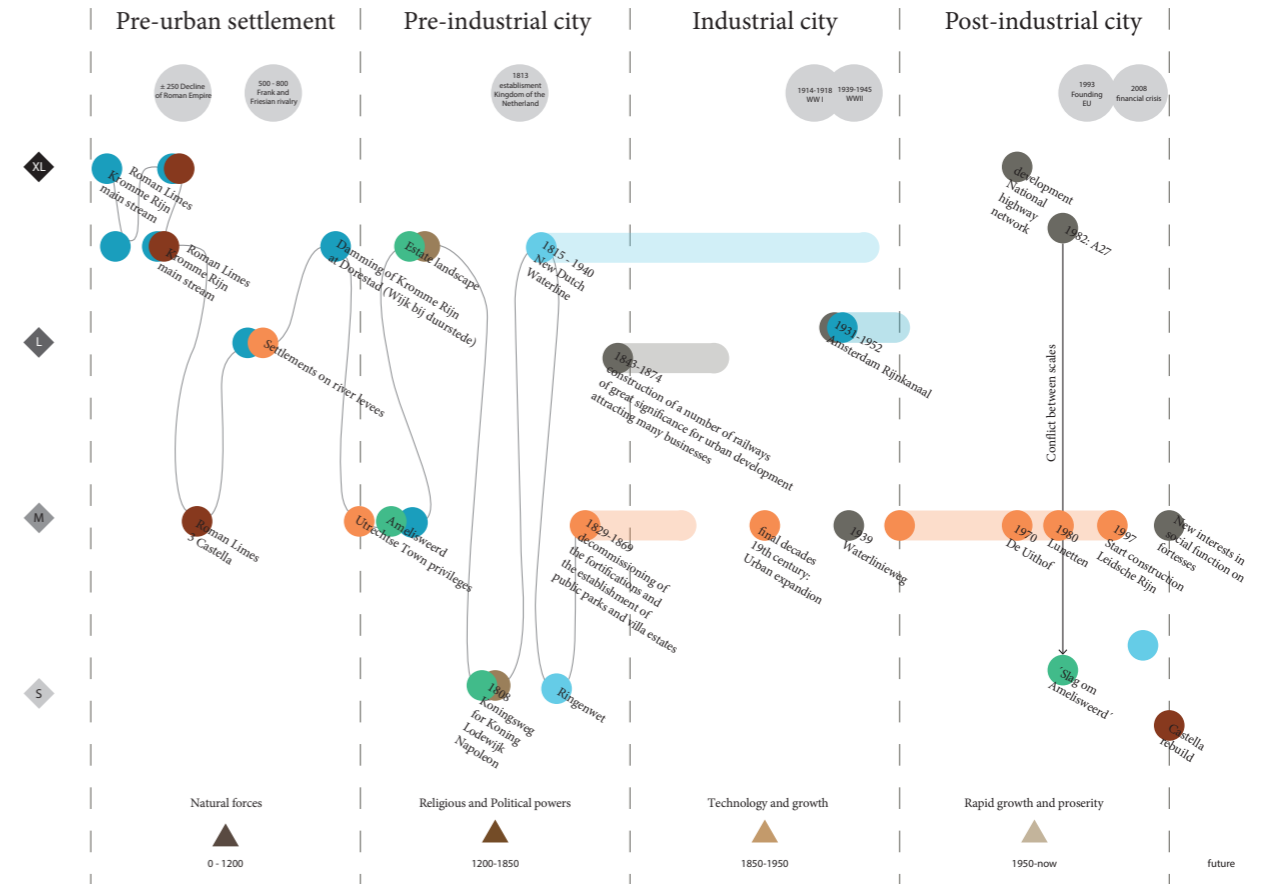 Pre-urban settlement
Pre-industrial city
Industrial city
Post-industrial city
± 250 Decline
of Roman Empire
500 - 800
Frank and
Friesian rivalry
1813
establisment
Kingdom of the
Netherland
1914-1918
WW I
1939-1945
WWII
1993
Founding
EU
2008
financial crisis
XL
Roman Limes
Kromme Rijn
main stream
development
National
highway
network
1982: A27
Roman Limes
Kromme Rijn
main stream
Damming of Kromme Rijn
at Dorestad (Wijk bij duurstede)
Estate landscape
1815 - 1940
New Dutch
Waterline
L
Settlements on river levees
1843-1874
construction of a number of railways
of great significance for urban development
attracting many businesses
1931-1952
Amsterdam Rijnkanaal
Conflict between scales
M
Roman Limes
5 Castella
Utrechtse Town privileges
Amelisweerd
1829-1869
decommissioning of
the fortifications and
the establishment of
public parks and villa estates
final decades
19th century:
Urban expandion
1939
Waterlinieweg
1970
De Uithof
1980
Lunetten
1997
Start construction
Leidsche Rijn
New interests in
social function on
fortesses
S
1808
Koningsweg
for Koning
Lodewijk
Napoleon
Ringenwet
´Slag om
Amelisweerd´
Castella
rebuild
Natural forces
Religious and Political powers
Technology and growth
Rapid growth and proserity
0 - 1200
1200-1850
1850-1950
1950-now
future